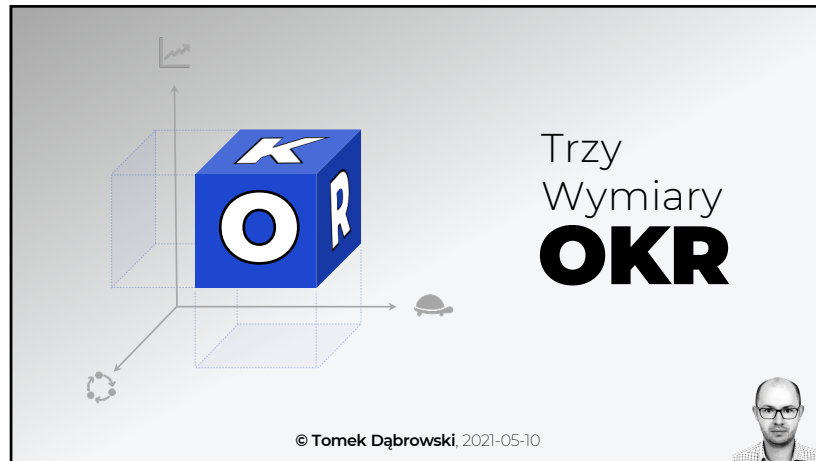 K
O
R
Trzy
Wymiary
OKR
© Tomek Dąbrowski, 2021-05-10